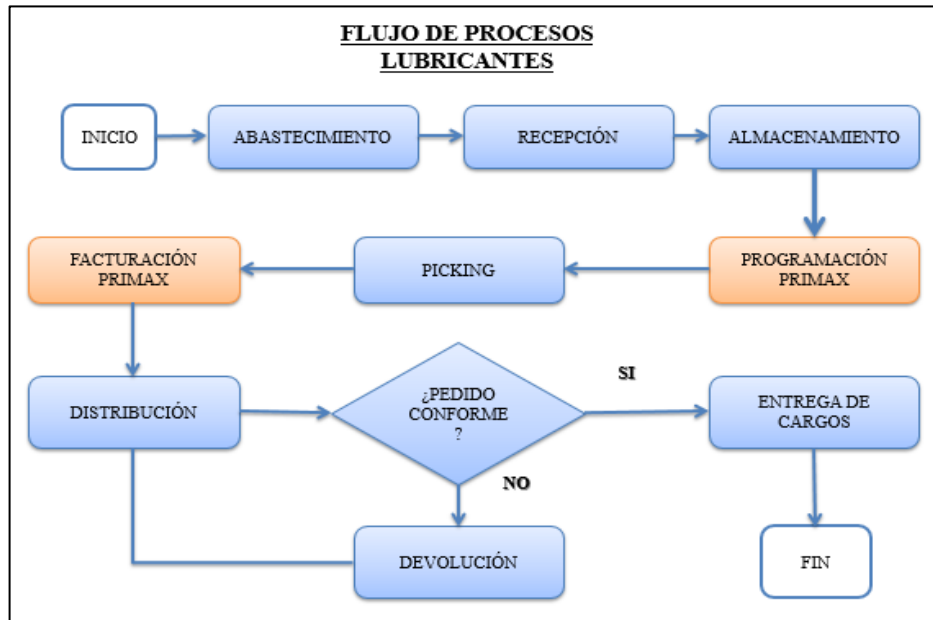 FLUJO DE PROCESOS
LUBRICANTES
INICIO
ABASTECIMIENTO
RECEPCIÓN
ALMACENAMIENTO
FACTURACIÓN
PRIMAX
PICKING
PROGRAMACIÓN
PRIMAX
DISTRIBUCIÓN
¿PEDIDO
CONFORME
?
SI
ENTREGA DE
CARGOS
NO
DEVOLUCIÓN
FIN